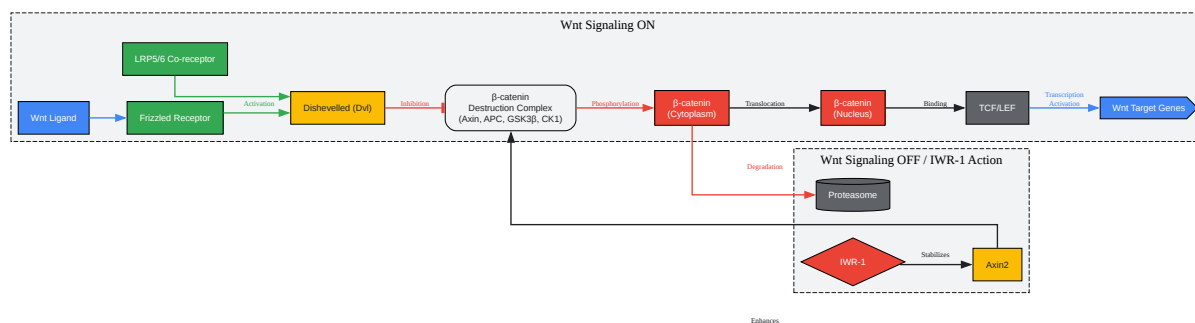 Wnt Signaling ON
LRP5/6 Co-receptor
Wnt Ligand
Frizzled Receptor
Activation
Dishevelled (Dvl)
Inhibition
β-catenin
Destruction Complex
(Axin, APC, GSK3β, CK1)
Phosphorylation
β-catenin
(Cytoplasm)
Translocation
β-catenin
(Nucleus)
Binding
TCF/LEF
Transcription
Activation
Wnt Target Genes
Wnt Signaling OFF / IWR-1 Action
Degradation
Proteasome
IWR-1
Stabilizes
Axin2
Enhances